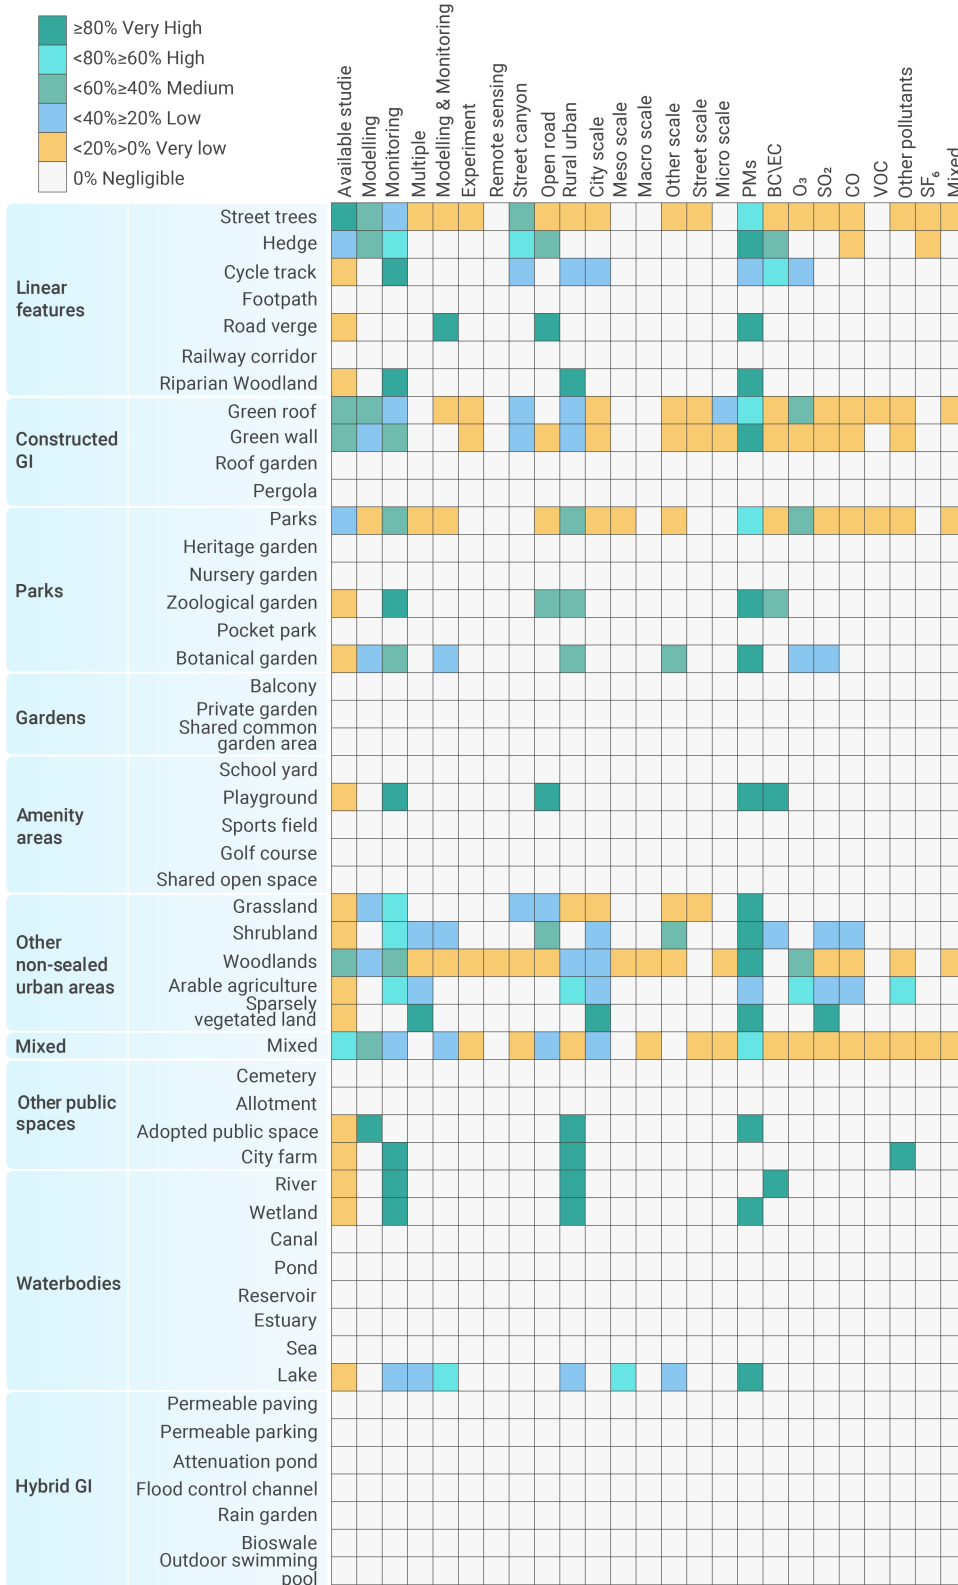 ≥80% Very High
<80%≥60% High
<60%≥40% Medium
<40%≥20% Low
<20%>0% Very low
0% Negligible
Available studie
Modelling
Monitoring
Multiple
Modelling & Monitoring
Experiment
Remote sensing
Street canyon
Open road
Rural urban
City scale
Meso scale
Macro scale
Other scale
Street scale
Micro scale
PMs
BC\EC
O₃
SO₂
CO
VOC
Other pollutants
SF₆
Mixed
Linear
features
Street trees
Hedge
Cycle track
Footpath
Road verge
Railway corridor
Riparian Woodland
Constructed
GI
Green roof
Green wall
Roof garden
Pergola
Parks
Parks
Heritage garden
Nursery garden
Zoological garden
Pocket park
Botanical garden
Gardens
Balcony
Private garden
Shared common
garden area
Amenity
areas
School yard
Playground
Sports field
Golf course
Shared open space
Other
non-sealed
urban areas
Grassland
Shrubland
Woodlands
Arable agriculture
Sparsely
vegetated land
Mixed
Mixed
Other public
spaces
Cemetery
Allotment
Adopted public space
City farm
Waterbodies
River
Wetland
Canal
Pond
Reservoir
Estuary
Sea
Lake
Hybrid GI
Permeable paving
Permeable parking
Attenuation pond
Flood control channel
Rain garden
Bioswale
Outdoor swimming
pool